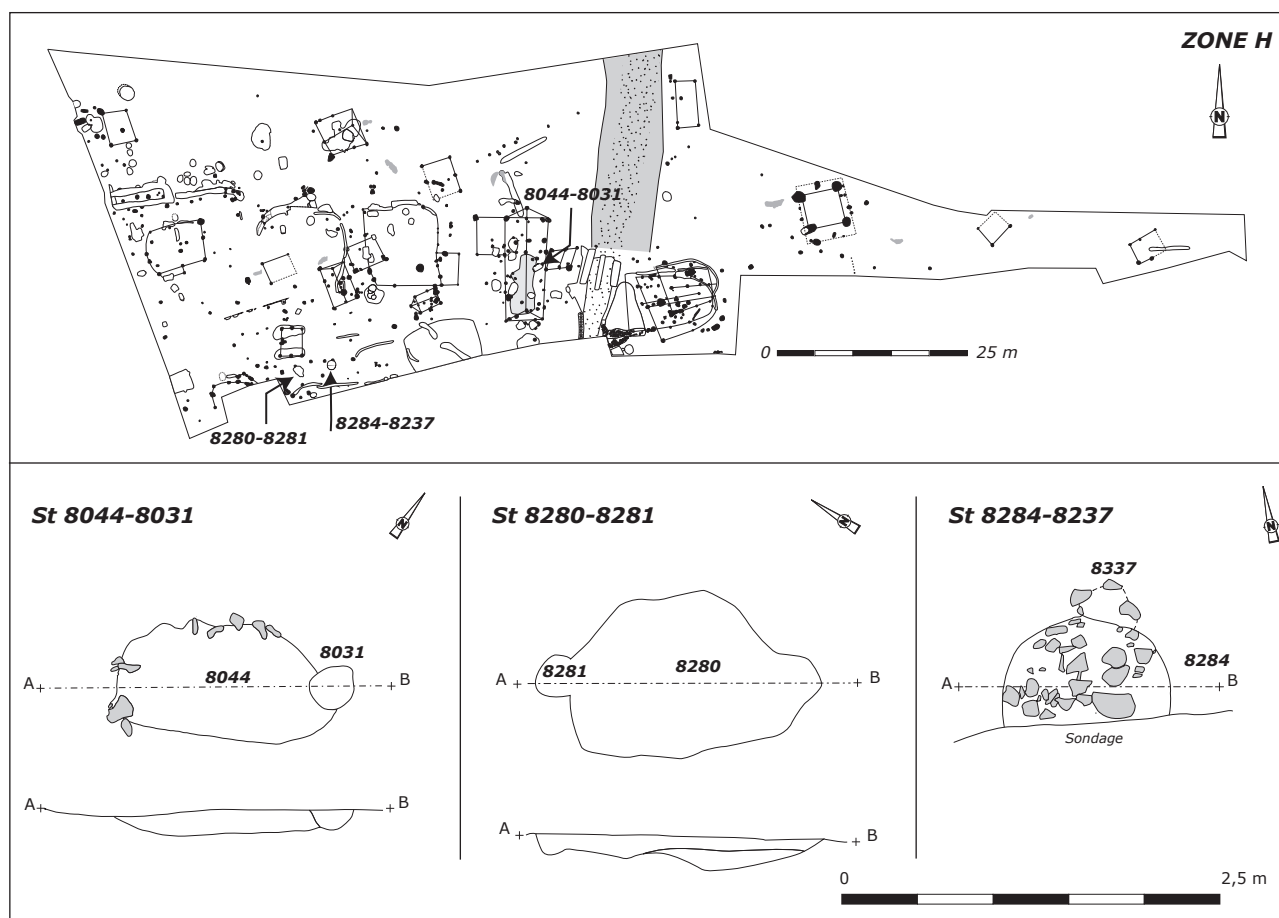 ZONE H
N
8044-8031
0 25 m
8280-8281
8284-8237
St 8044-8031
N
8031
8044
A B
A B
St 8280-8281
N
8281
8280
A B
A B
St 8284-8237
N
8337
8284
A B
Sondage
0 2,5 m